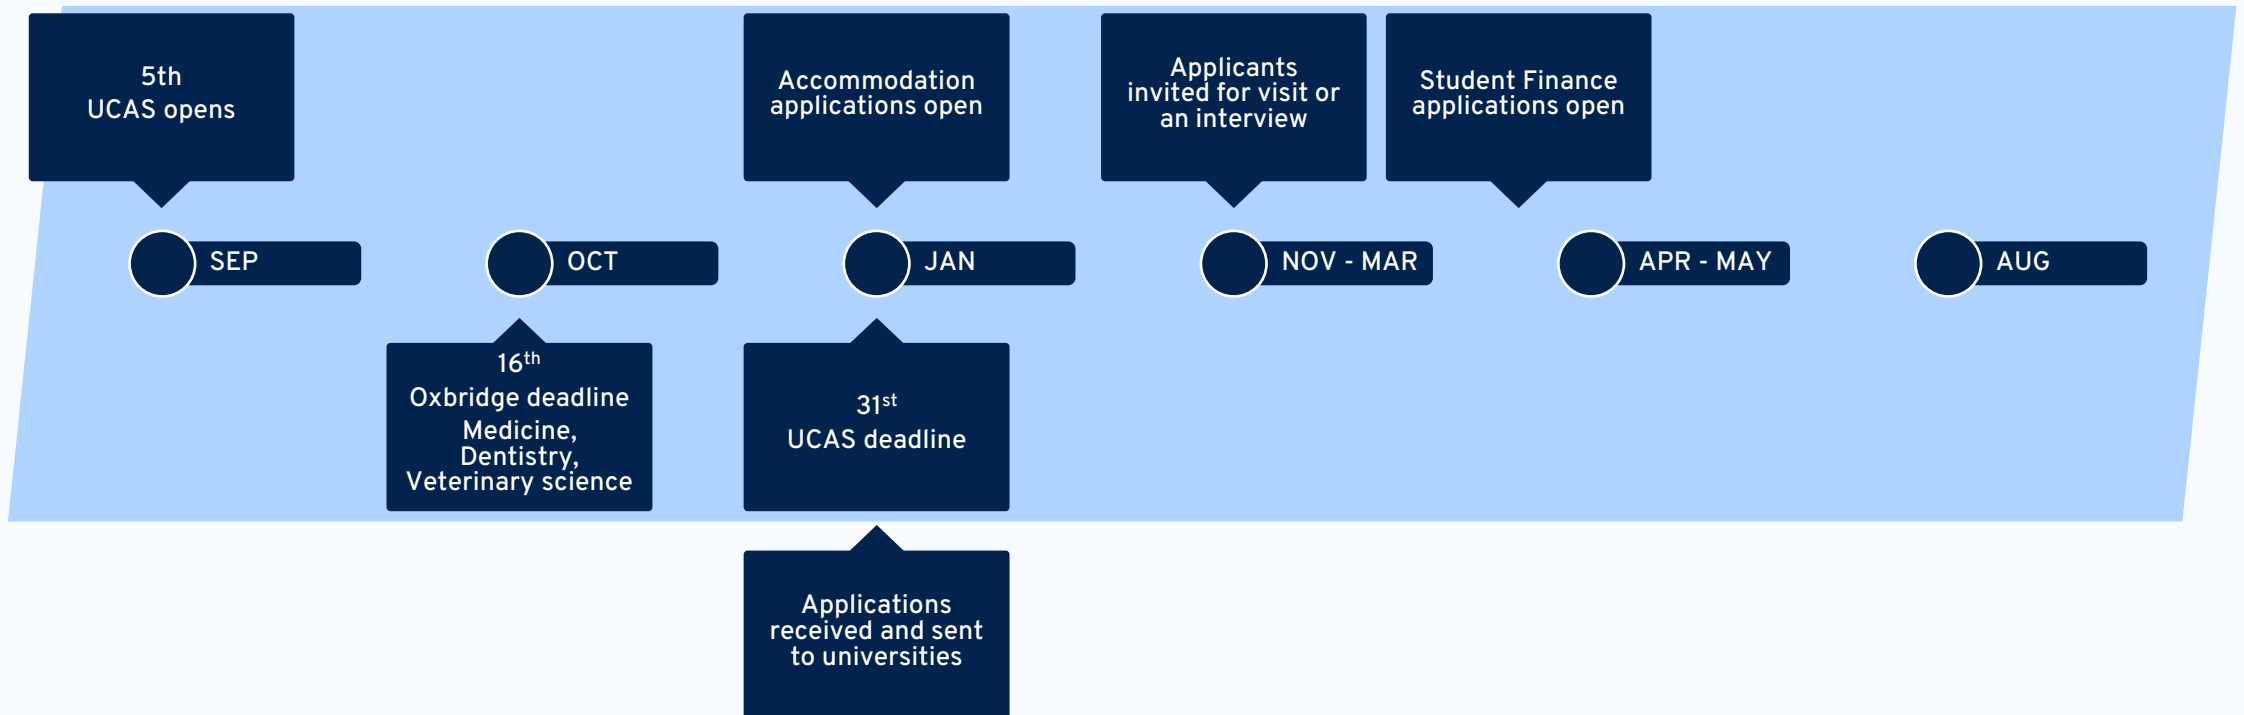 5th
UCAS opens
Accommodation
applications open
Applicants
invited for visit or
an interview
Student Finance
applications open
SEP
OCT
JAN
NOV - MAR
APR - MAY
AUG
16th
Oxbridge deadline
Medicine,
Dentistry,
Veterinary science
31st
UCAS deadline
Applications
received and sent
to universities